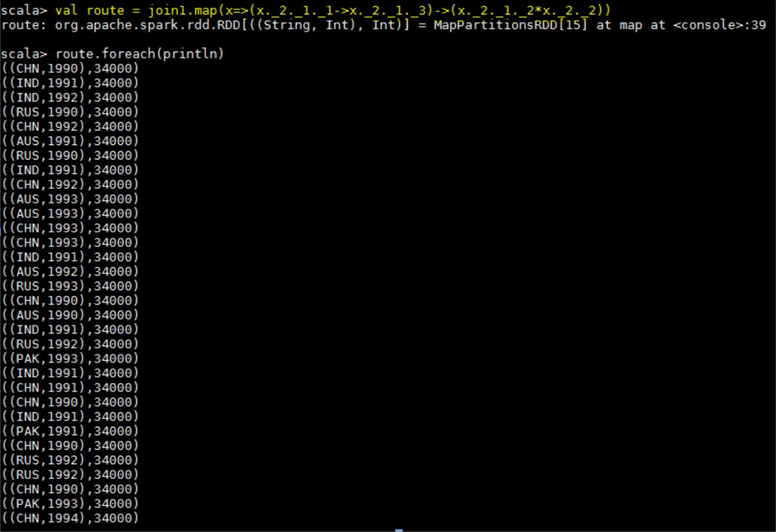 scala> val route = join1.map(x=>(x._2._1._1->x._2._1._3)->(x._2._1._2*x._2._2))
route: org.apache.spark.rdd.RDD[((String, Int), Int)] = MapPartitionsRDD[15] at map at <console>:39
scala> route.foreach(println)
((CHN,1990),34000)
((IND,1991),34000)
((IND,1992),34000)
((RUS,1990),34000)
((CHN,1992),34000)
((AUS,1991),34000)
((RUS,1990),34000)
((IND,1991),34000)
((CHN,1992),34000)
((AUS,1993),34000)
((AUS,1993),34000)
((CHN,1993),34000)
((CHN,1993),34000)
((IND,1991),34000)
((AUS,1992),34000)
((RUS,1993),34000)
((CHN,1990),34000)
((AUS,1990),34000)
((IND,1991),34000)
((RUS,1992),34000)
((PAK,1993),34000)
((IND,1991),34000)
((CHN,1991),34000)
((CHN,1990),34000)
((IND,1991),34000)
((PAK,1991),34000)
((CHN,1990),34000)
((RUS,1992),34000)
((RUS,1992),34000)
((CHN,1990),34000)
((PAK,1993),34000)
((CHN,1994),34000)